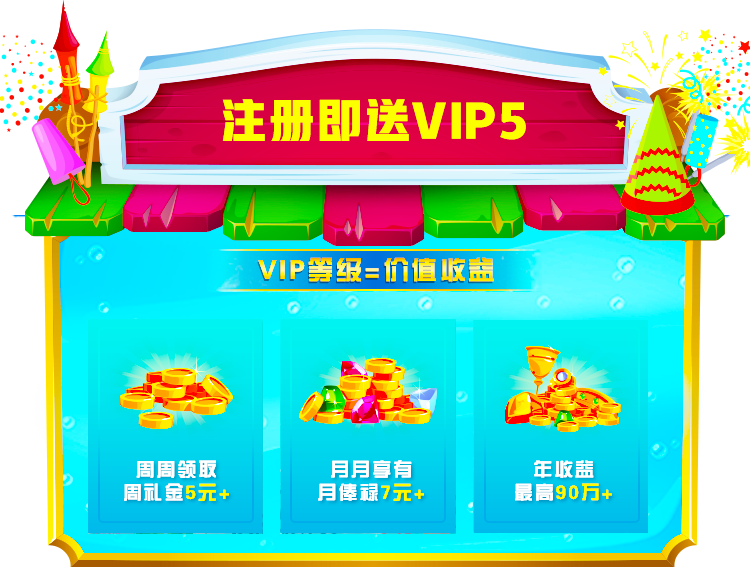 注册即送VIP5
VIP等级=价值收益
周周领取
周礼金5元+
月月享有
月俸禄7元+
年收益
最高90万+